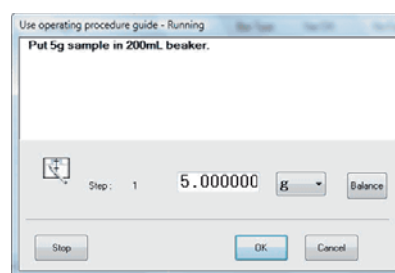 Use operating procedure guide - Running
Put 5g sample in 200mL beaker.
Step : 1 5.000000 g Balance
Stop OK Cancel